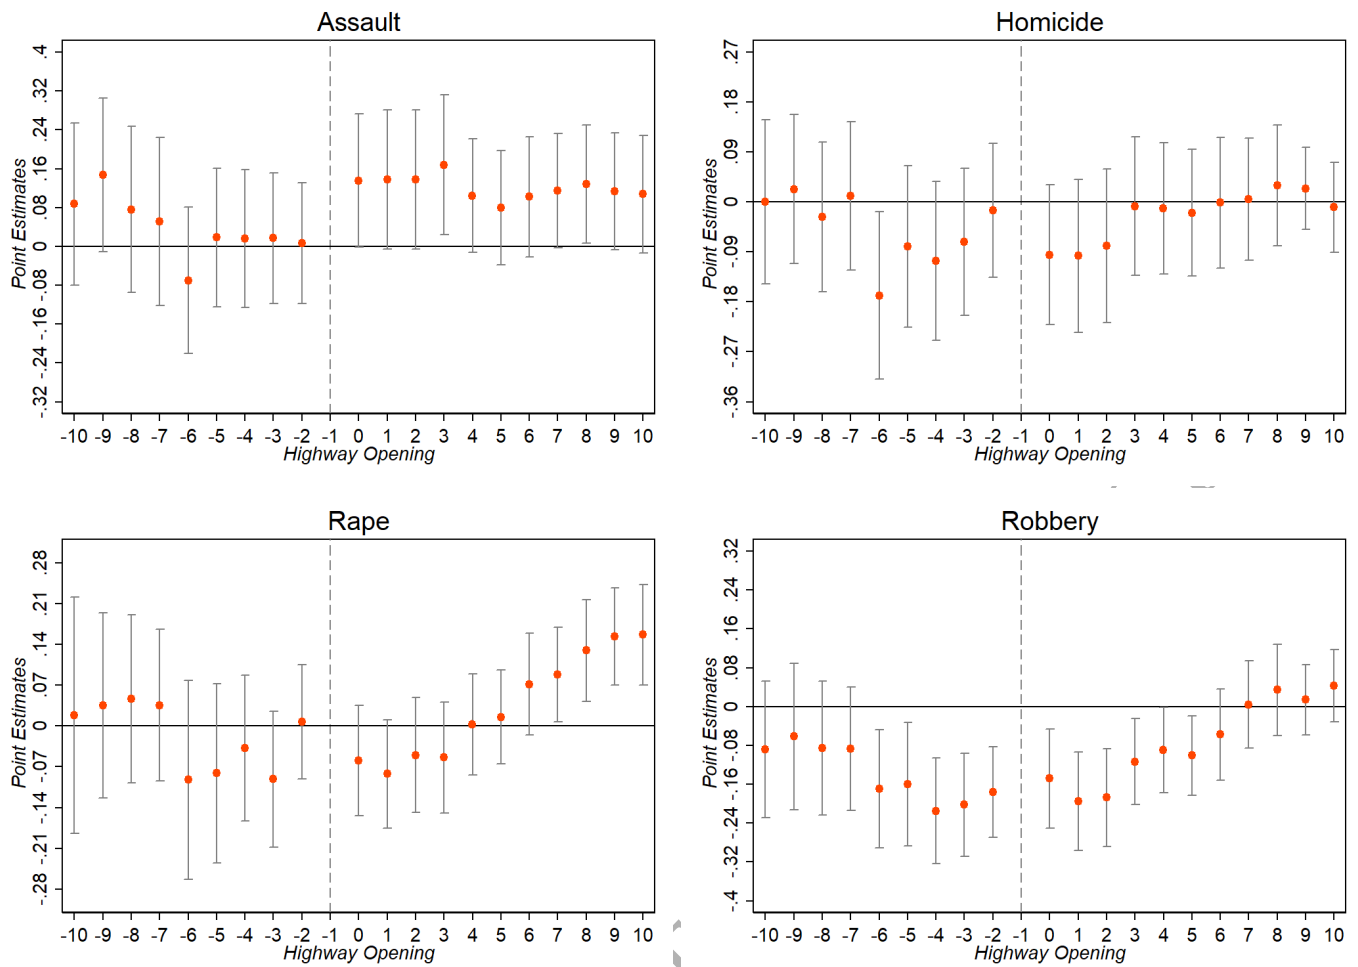 Assault
Point Estimates
.4
.32
.24
.16
.08
0
-.08
-.16
-.24
-.32
-10 -9 -8 -7 -6 -5 -4 -3 -2 -1 0 1 2 3 4 5 6 7 8 9 10
Highway Opening
Homicide
Point Estimates
.27
.18
.09
0
-.09
-.18
-.27
-.36
-10 -9 -8 -7 -6 -5 -4 -3 -2 -1 0 1 2 3 4 5 6 7 8 9 10
Highway Opening
Rape
Point Estimates
.28
.21
.14
.07
0
-.07
-.14
-.21
-.28
-10 -9 -8 -7 -6 -5 -4 -3 -2 -1 0 1 2 3 4 5 6 7 8 9 10
Highway Opening
Robbery
Point Estimates
.32
.24
.16
.08
0
-.08
-.16
-.24
-.32
-.4
-10 -9 -8 -7 -6 -5 -4 -3 -2 -1 0 1 2 3 4 5 6 7 8 9 10
Highway Opening